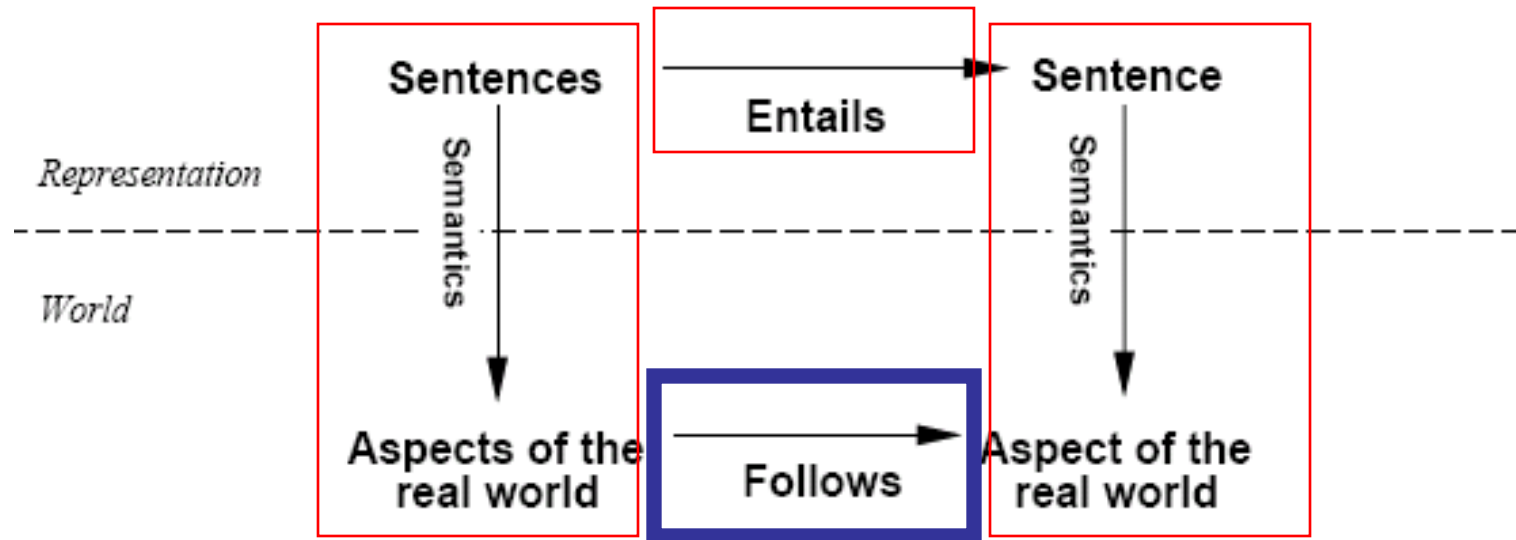 Sentences
Entails
Sentence
Representation
Semantics
Semantics
World
Aspects of the
real world
Follows
Aspect of the
real world